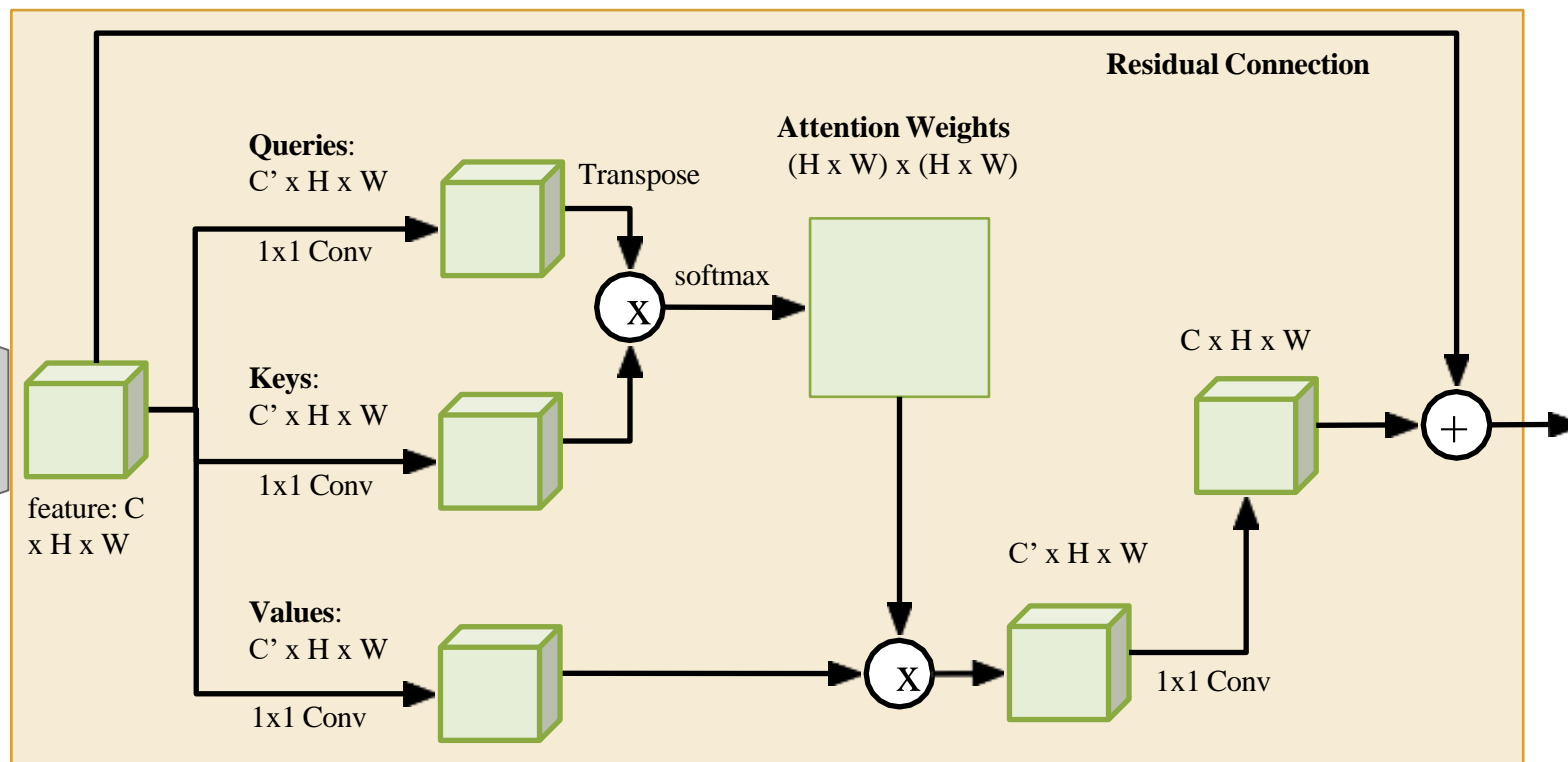 Residual Connection
Attention Weights
(H x W) x (H x W)
Queries:
C’ x H x W
Transpose
1x1 Conv
softmax
x
C x H x W
Keys:
C’ x H x W
1x1 Conv
+
feature: C
x H x W
C’ x H x W
Values:
C’ x H x W
x
1x1 Conv
1x1 Conv